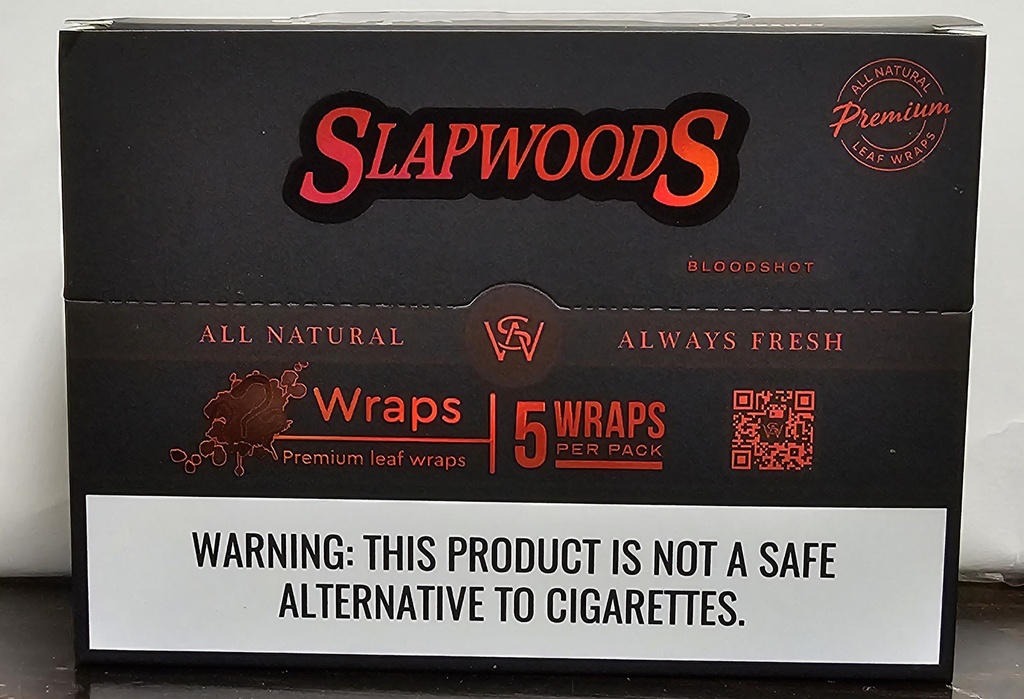 SLAPWOODS
ALL NATURAL
Premium
LEAF WRAPS
BLOODSHOT
ALL NATURAL
ALWAYS FRESH
Wraps
Premium leaf wraps
5 WRAPS
PER PACK
WARNING: THIS PRODUCT IS NOT A SAFE
ALTERNATIVE TO CIGARETTES.